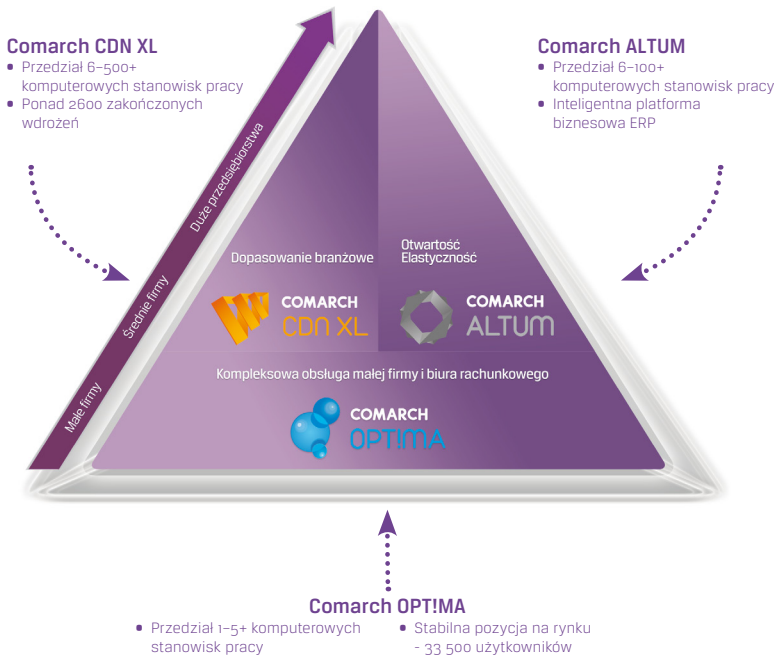 Comarch CDN XL
• Przedział 6-500+
komputerowych stanowisk pracy
• Ponad 2600 zakończonych
wdrożeń
Comarch ALTUM
• Przedział 6-100+
komputerowych stanowisk pracy
• Inteligentna platforma
biznesowa ERP
Duże przedsiębiorstwa
Średnie firmy
Małe firmy
Dopasowanie branżowe
COMARCH
CDN XL
Otwartość
Elastyczność
COMARCH
ALTUM
Kompleksowa obsługa małej firmy i biura rachunkowego
COMARCH
OPT!MA
Comarch OPT!MA
• Przedział 1-5+ komputerowych
stanowisk pracy
• Stabilna pozycja na rynku
- 33 500 użytkowników